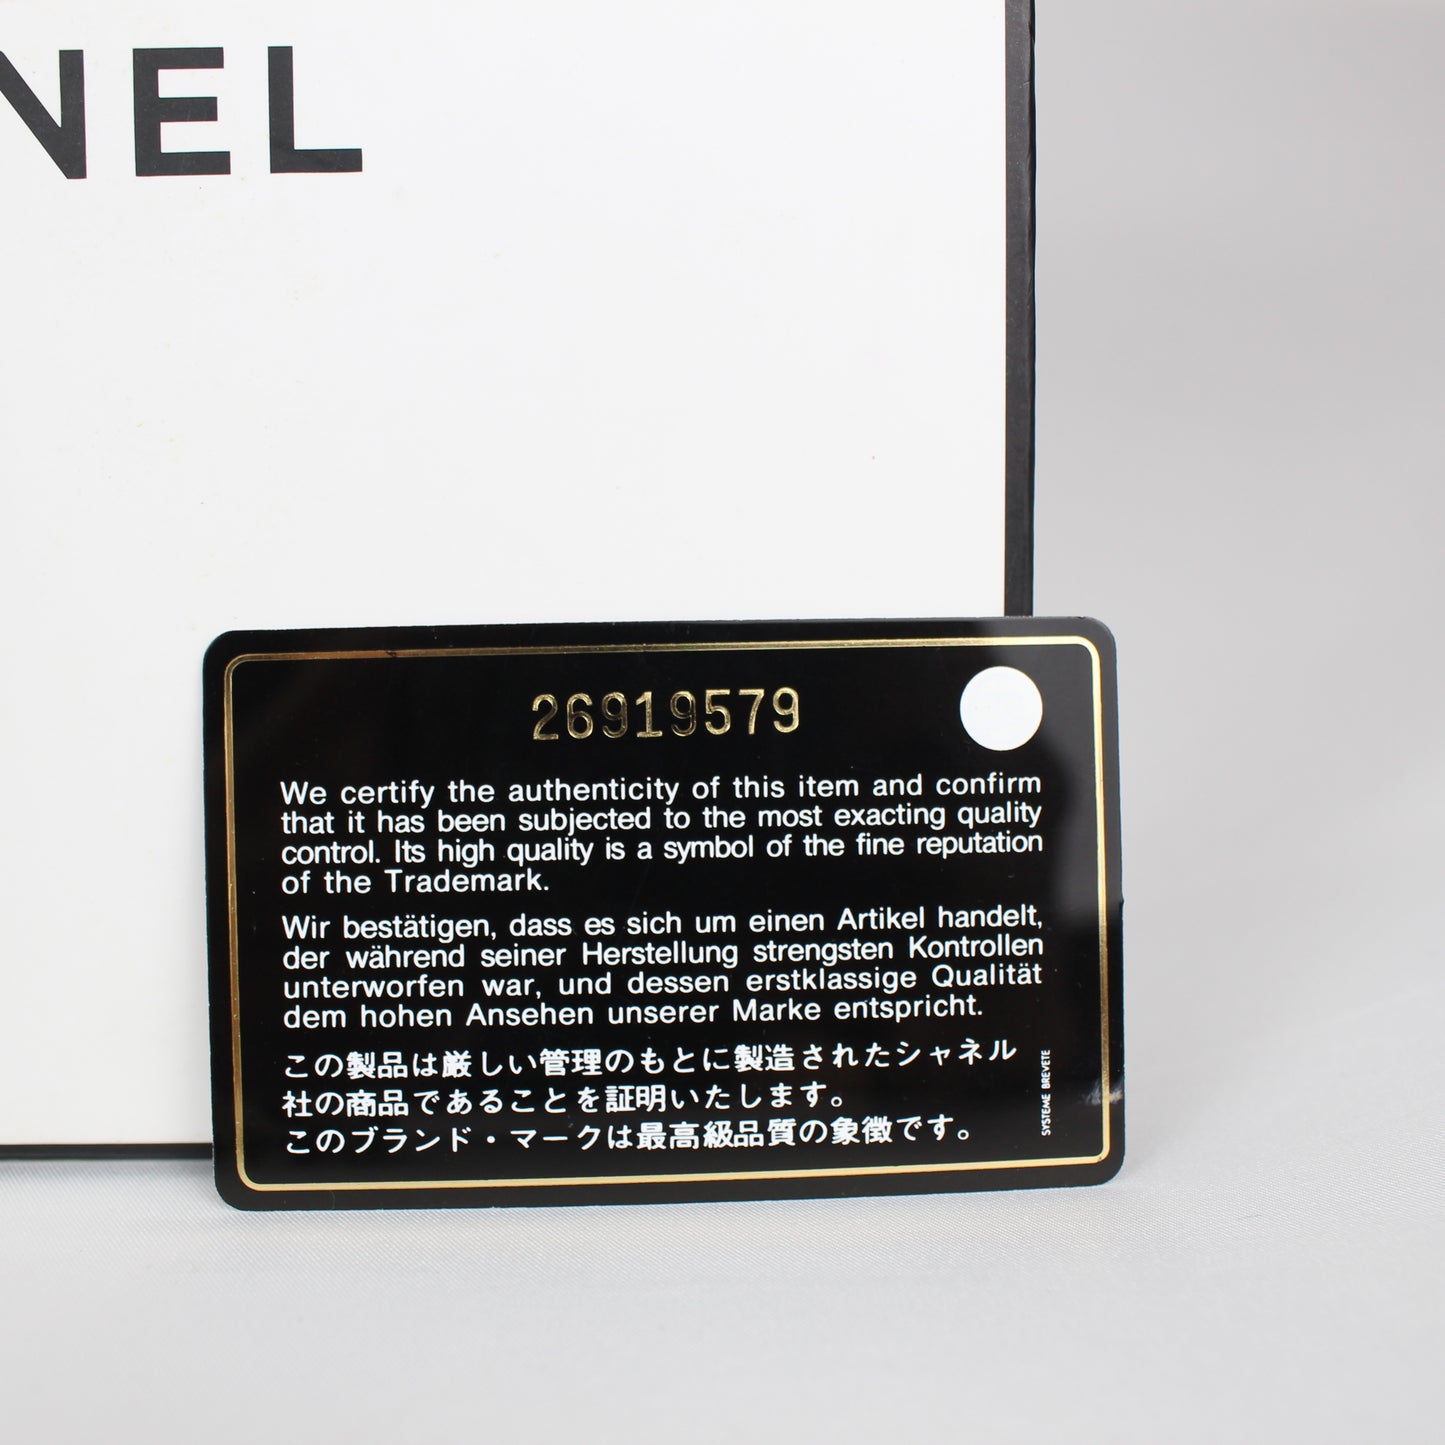 NEL
26919579
We certify the authenticity of this item and confirm
that it has been subjected to the most exacting quality
control. Its high quality is a symbol of the fine reputation
of the Trademark.
Wir bestätigen, dass es sich um einen Artikel handelt,
der während seiner Herstellung strengsten Kontrollen
unterworfen war, und dessen erstklassige Qualität
dem hohen Ansehen unserer Marke entspricht.
この製品は厳しい管理のもとに製造されたシャネル
社の商品であることを証明いたします。
このブランド・マークは最高級品質の象徴です。
SYSTEME BREVETE